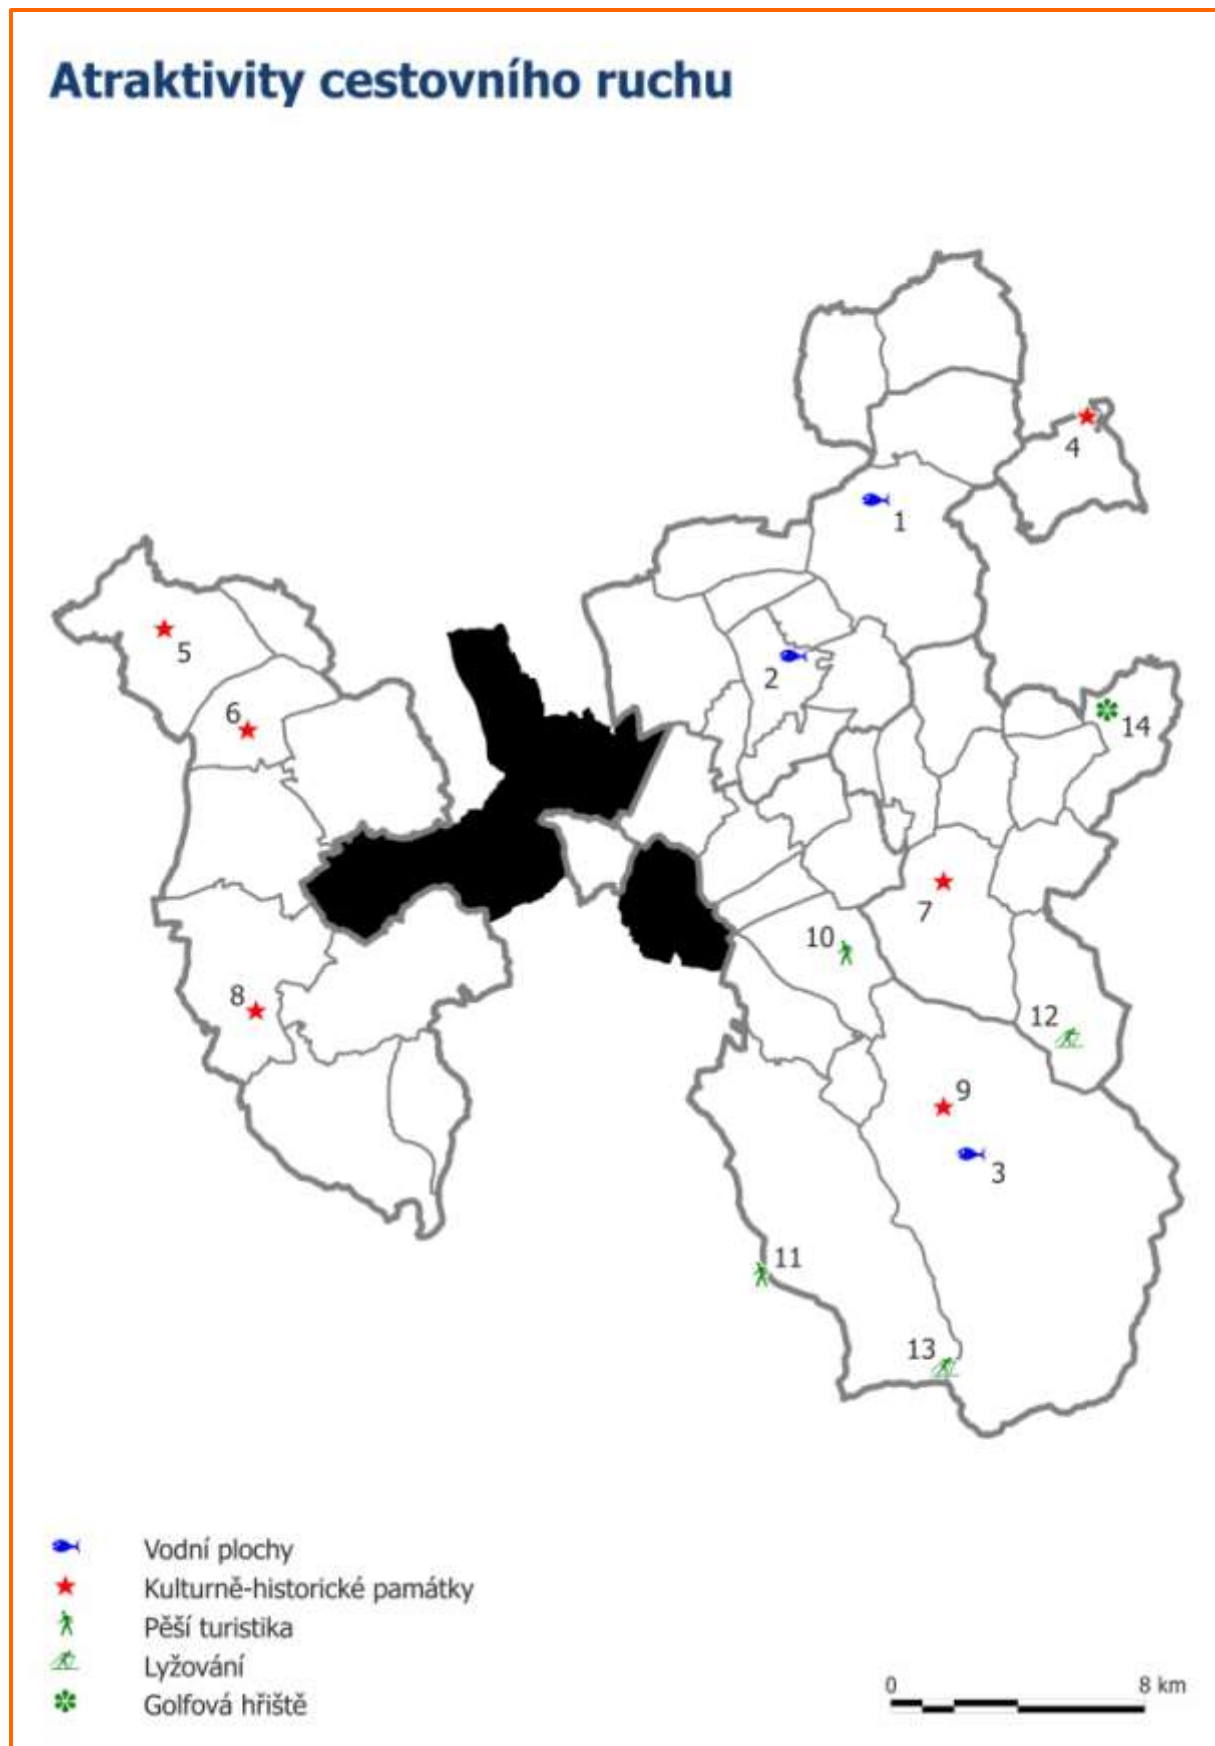 Atraktivity cestovního ruchu
4
1
5
2
6
14
7
10
8
12
9
3
11
13
Vodní plochy
Kulturně-historické památky
Pěší turistika
Lyžování
Golfová hřiště
0 8 km